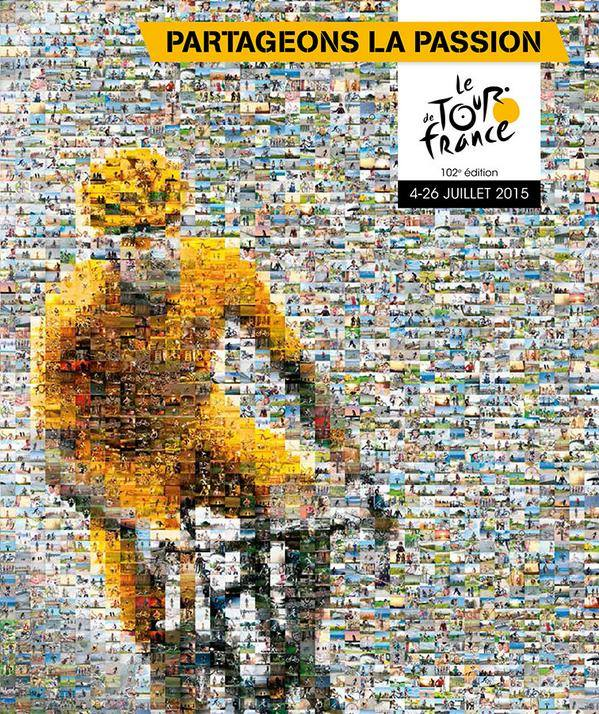 PARTAGEONS LA PASSION
Le
de TOUR
France
102e édition
4-26 JUILLET 2015